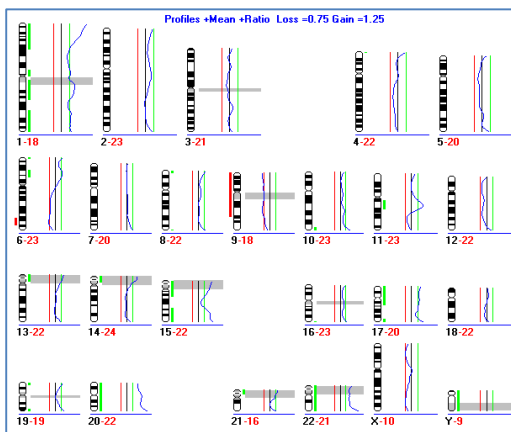 Profiles +Mean +Ratio Loss =0.75 Gain =1.25
1-18 2-23 3-21 4-22 5-20
6-23 7-20 8-22 9-18 10-23 11-23 12-22
13-22 14-24 15-22 16-23 17-20 18-22
19-19 20-22 21-16 22-21 X-10 Y-9